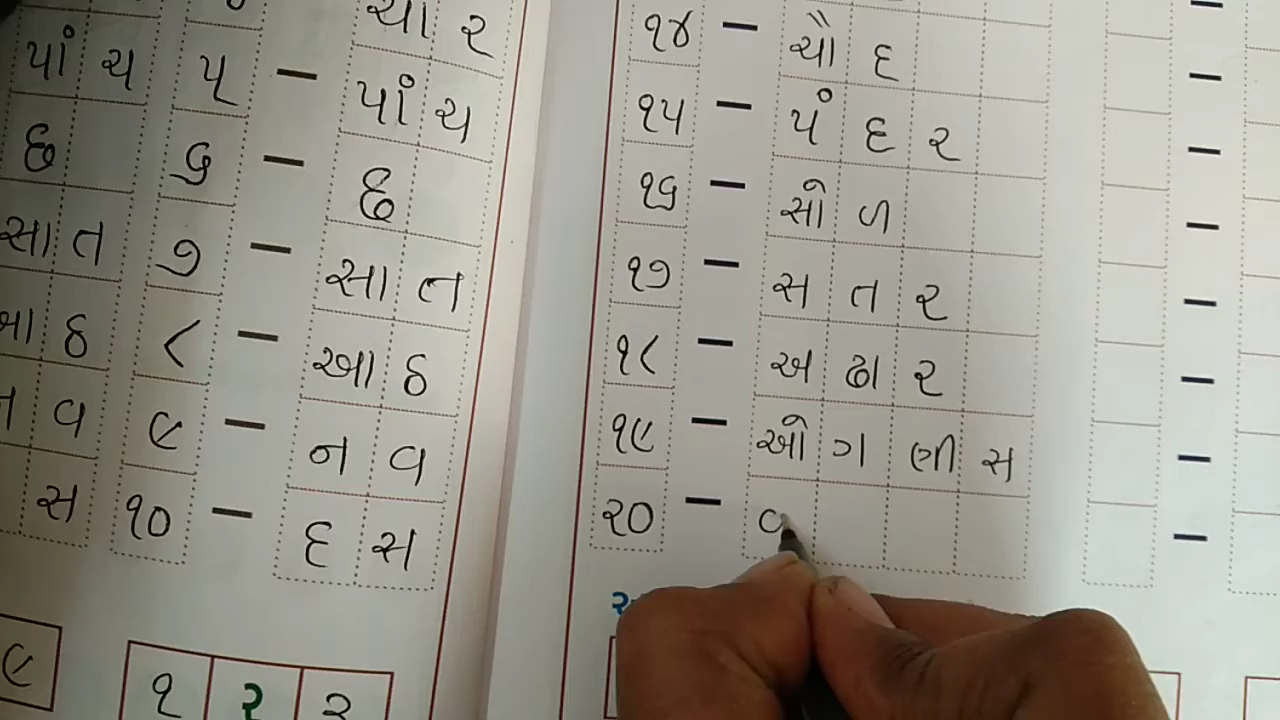 ચાર
પાંચ ૫ - પાંચ
છ ૬ - છ
સાત ૭ - સાત
આઠ ૮ - આઠ
નવ ૯ - નવ
સ ૧૦ - દસ
૯
૧ ૨ ૨
૧૪ - ચૌદ
૧૫ - પંદર
૧૬ - સોળ
૧૭ - સતર
૧૮ - અઢાર
૧૯ - ઓગણીસ
૨૦ - વ